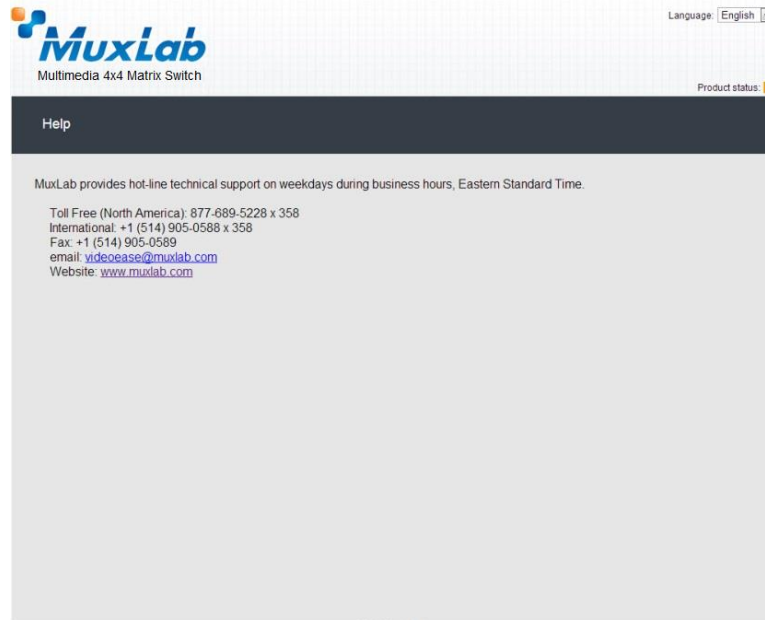 Language: English
MuxLab
Multimedia 4x4 Matrix Switch
Product status:
Help
MuxLab provides hot-line technical support on weekdays during business hours, Eastern Standard Time.
Toll Free (North America): 877-689-5228 x 358
International: +1 (514) 905-0588 x 358
Fax: +1 (514) 905-0589
email: videoease@muxlab.com
Website: www.muxlab.com